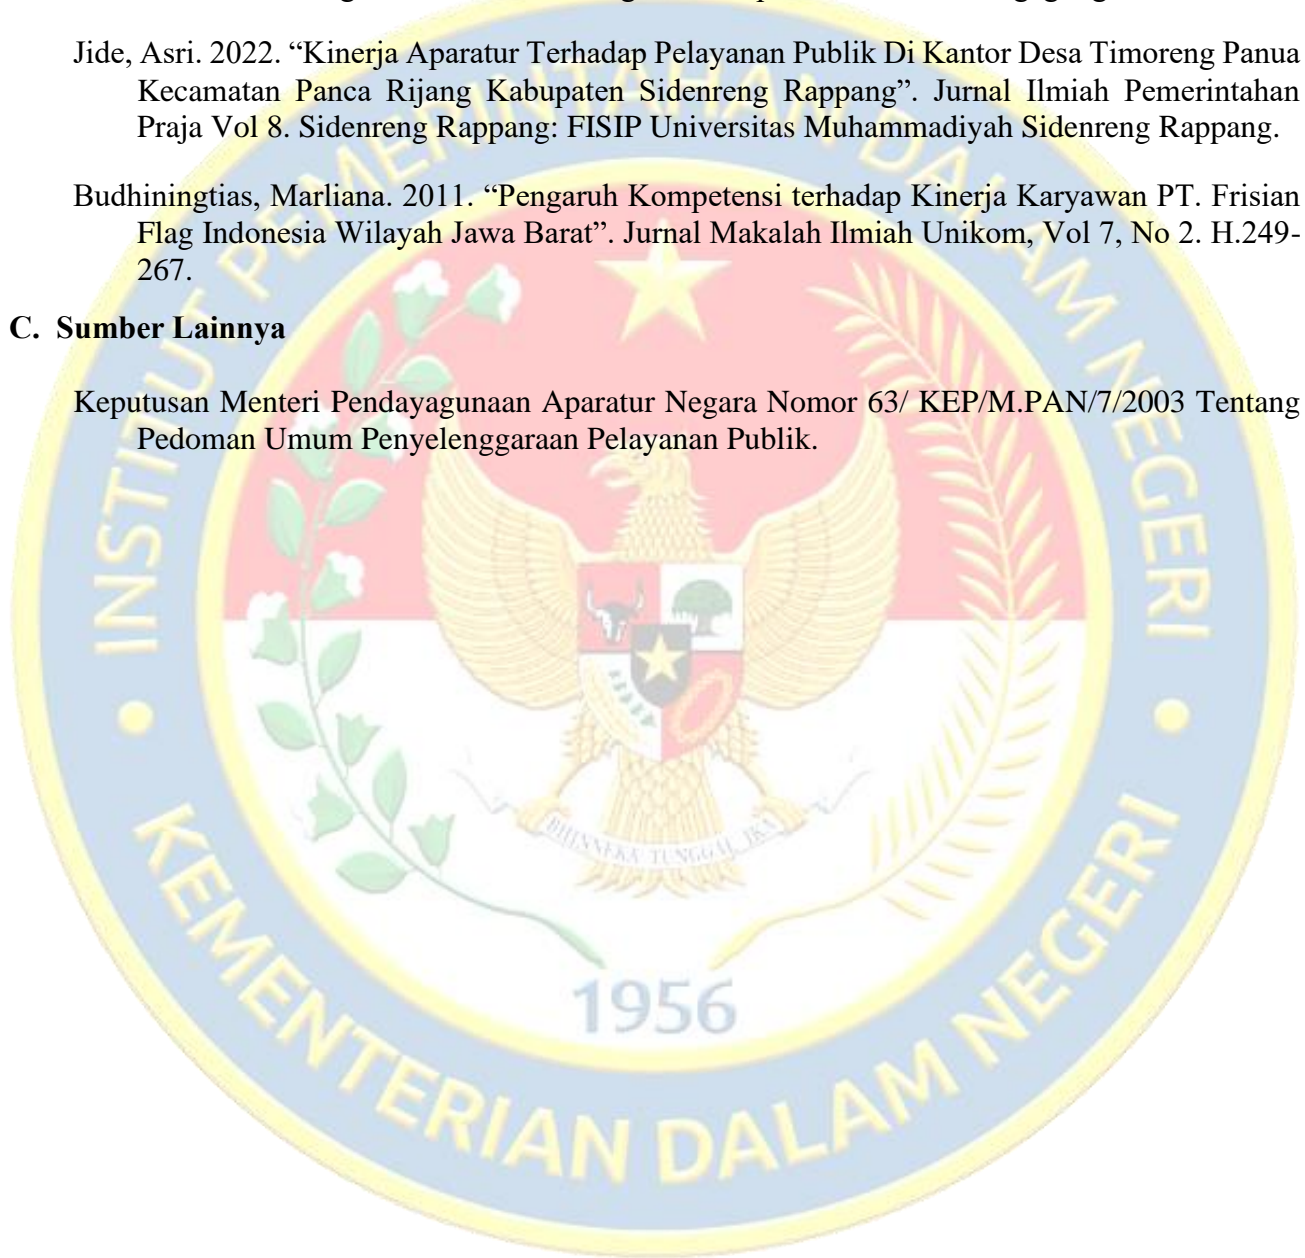 Jide, Asri. 2022. “Kinerja Aparatur Terhadap Pelayanan Publik Di Kantor Desa Timoreng Panua
Kecamatan Panca Rijang Kabupaten Sidenreng Rappang”. Jurnal Ilmiah Pemerintahan
Praja Vol 8. Sidenreng Rappang: FISIP Universitas Muhammadiyah Sidenreng Rappang.
Budhiningtias, Marliana. 2011. “Pengaruh Kompetensi terhadap Kinerja Karyawan PT. Frisian
Flag Indonesia Wilayah Jawa Barat”. Jurnal Makalah Ilmiah Unikom, Vol 7, No 2. H.249-
267.
C. Sumber Lainnya
Keputusan Menteri Pendayagunaan Aparatur Negara Nomor 63/ KEP/M.PAN/7/2003 Tentang
Pedoman Umum Penyelenggaraan Pelayanan Publik.
INSTITUT PEMERINTAHAN DALAM NEGERI
BHINNEKA TUNGGAL IKA
1956
KEMENTERIAN DALAM NEGERI